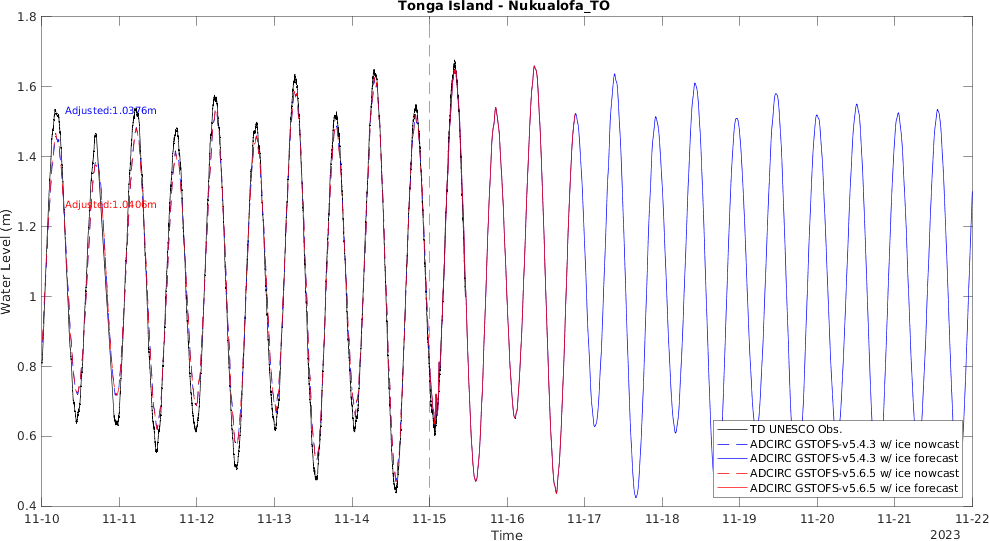 Tonga Island - Nukualofa_TO
1.8
1.6
1.4
1.2
1
0.8
0.6
0.4
Water Level (m)
Adjusted:1.0376m
Adjusted:1.0406m
TD UNESCO Obs.
ADCIRC GSTOFS-v5.4.3 w/ ice nowcast
ADCIRC GSTOFS-v5.4.3 w/ ice forecast
ADCIRC GSTOFS-v5.6.5 w/ ice nowcast
ADCIRC GSTOFS-v5.6.5 w/ ice forecast
11-10 11-11 11-12 11-13 11-14 11-15 11-16 11-17 11-18 11-19 11-20 11-21 11-22
Time
2023